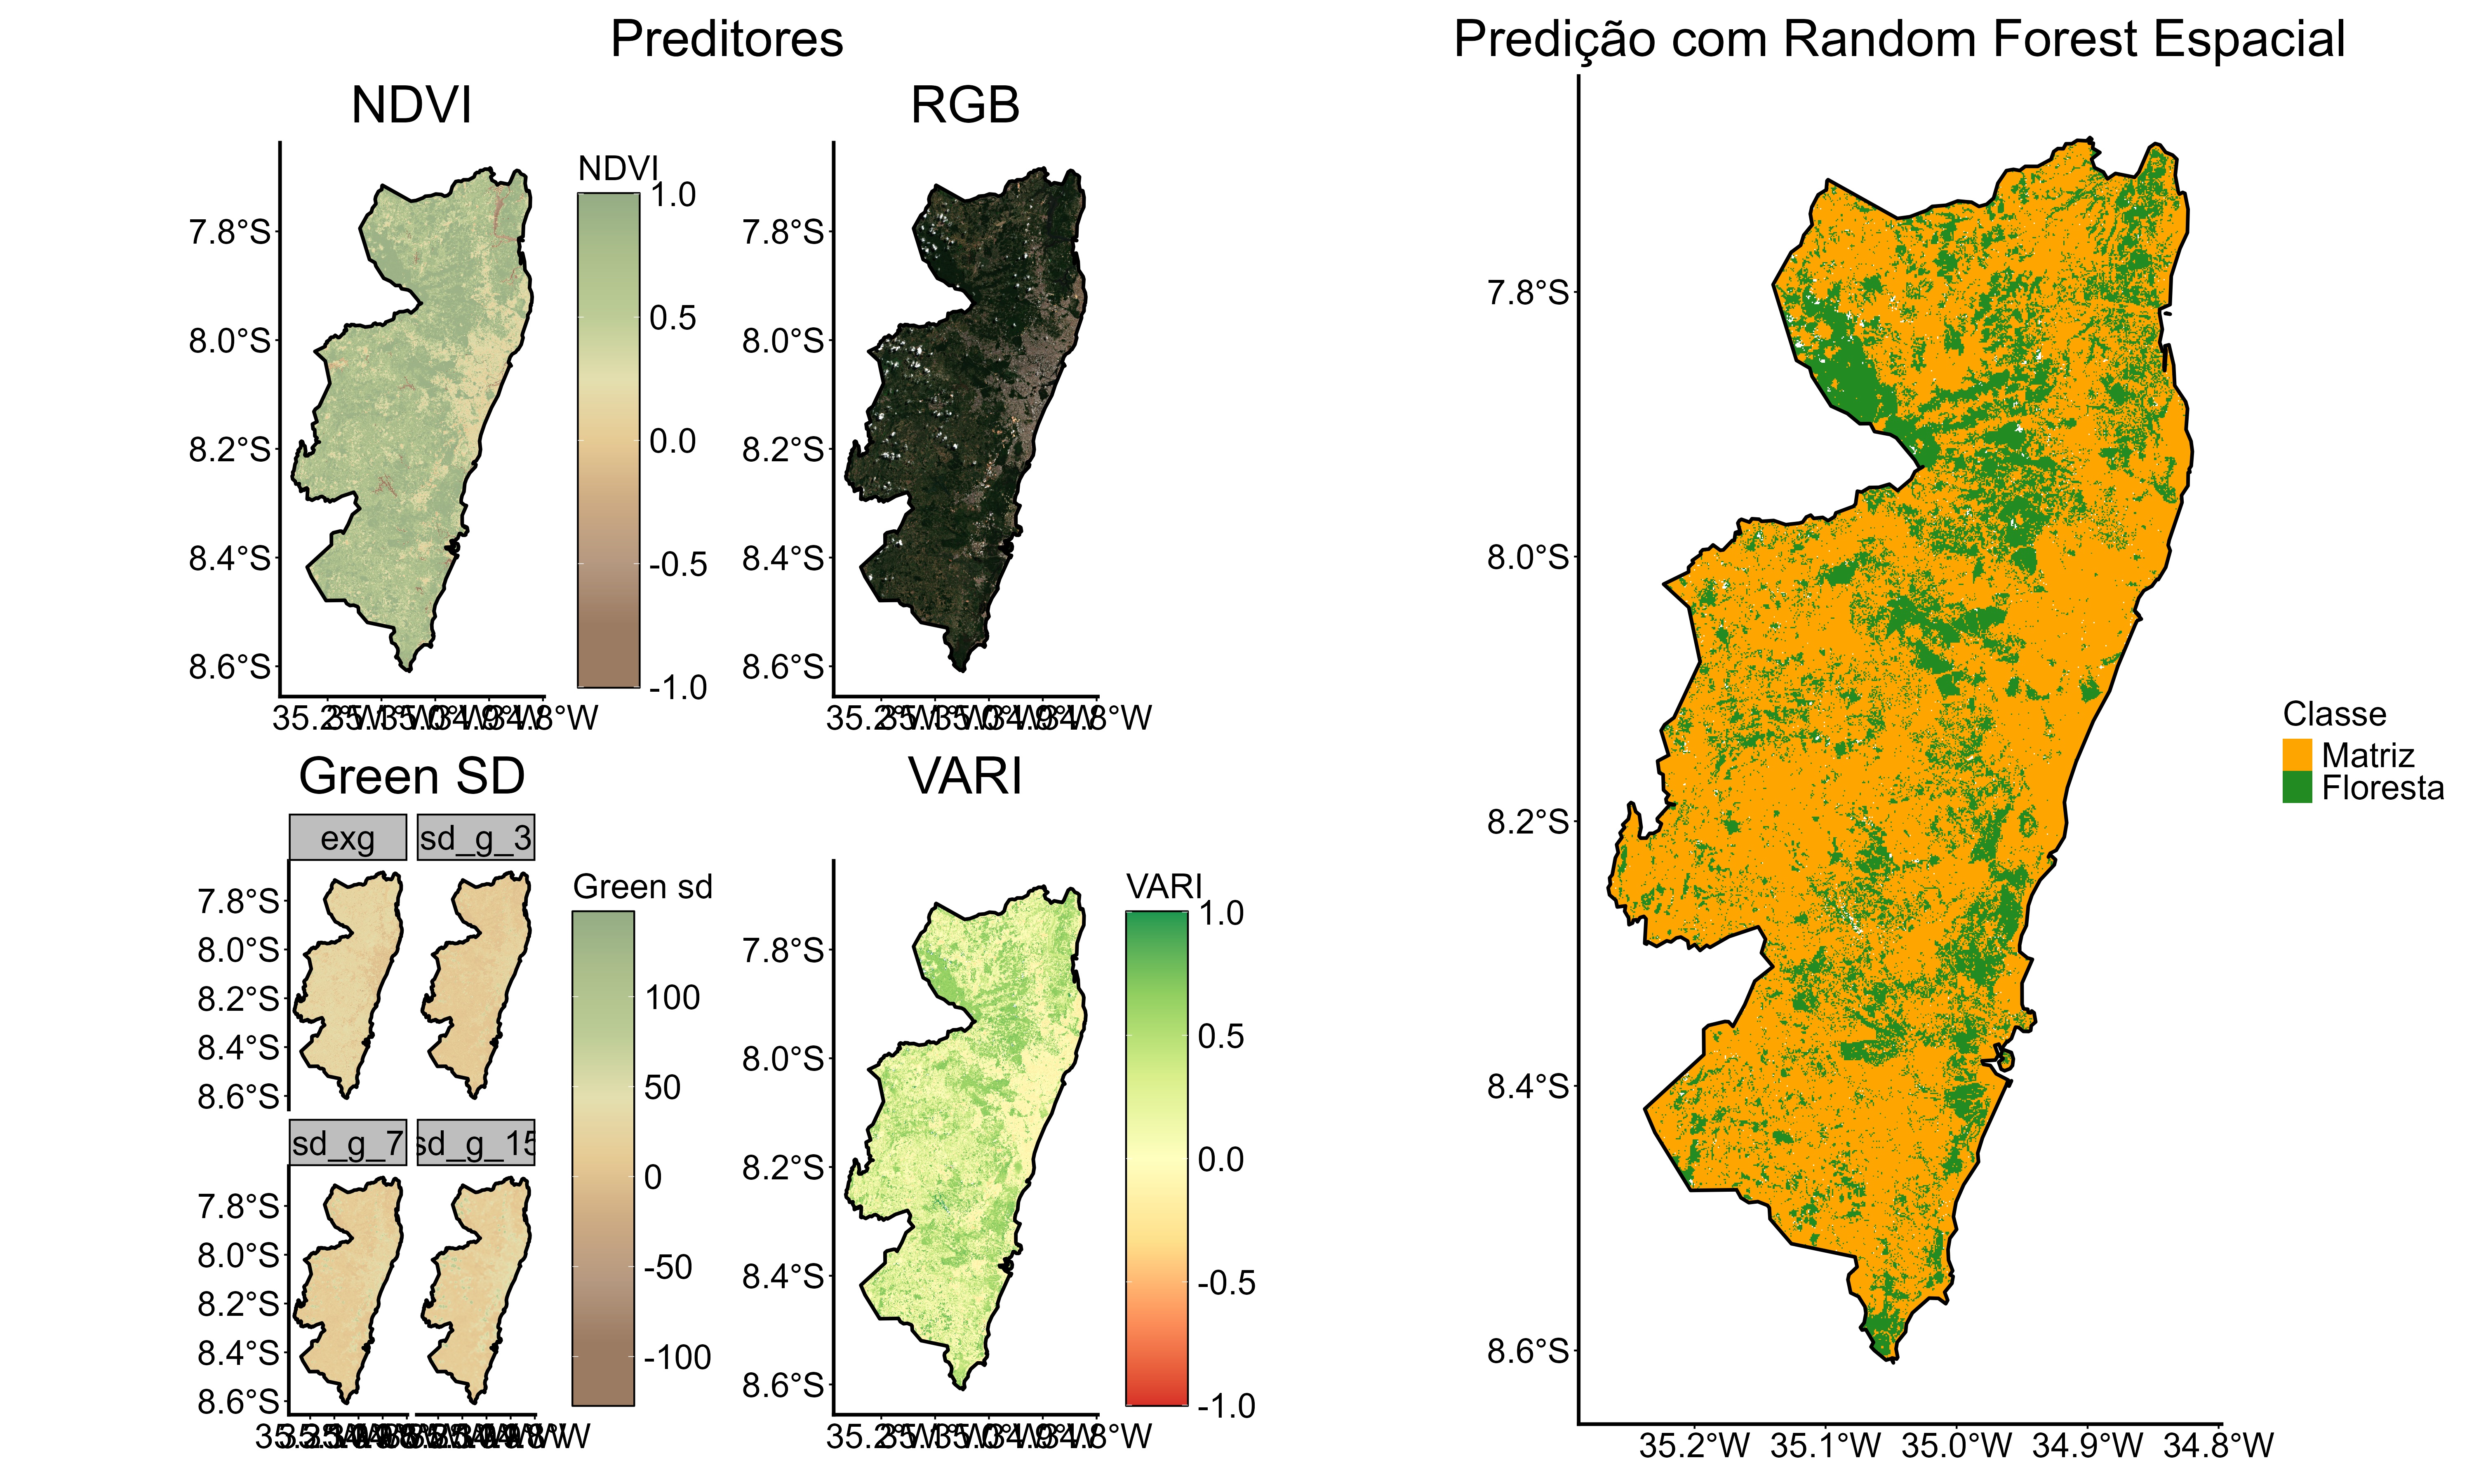 Preditores
NDVI
NDVI
1.0
0.5
0.0
-0.5
-1.0
7.8°S
8.0°S
8.2°S
8.4°S
8.6°S
RGB
7.8°S
8.0°S
8.2°S
8.4°S
8.6°S
Green SD
exg
sd_g_3
sd_g_7
sd_g_15
7.8°S
8.0°S
8.2°S
8.4°S
8.6°S
7.8°S
8.0°S
8.2°S
8.4°S
8.6°S
Green sd
100
50
0
-50
-100
VARI
VARI
1.0
0.5
0.0
-0.5
-1.0
7.8°S
8.0°S
8.2°S
8.4°S
8.6°S
Predição com Random Forest Espacial
7.8°S
8.0°S
8.2°S
8.4°S
8.6°S
35.2°W 35.1°W 35.0°W 34.9°W 34.8°W
Classe
Matriz
Floresta